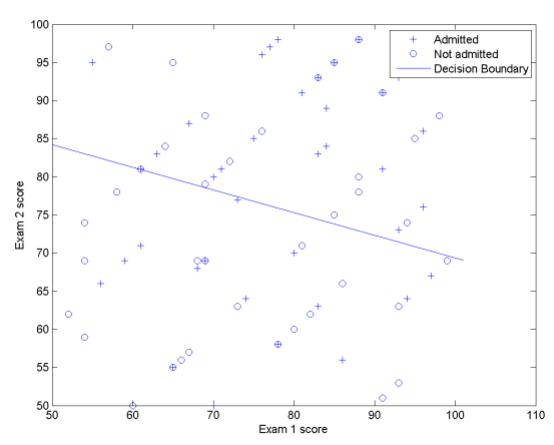 100
95
90
85
80
75
70
65
60
55
50
Exam 2 score
Admitted
Not admitted
Decision Boundary
50 60 70 80 90 100 110
Exam 1 score